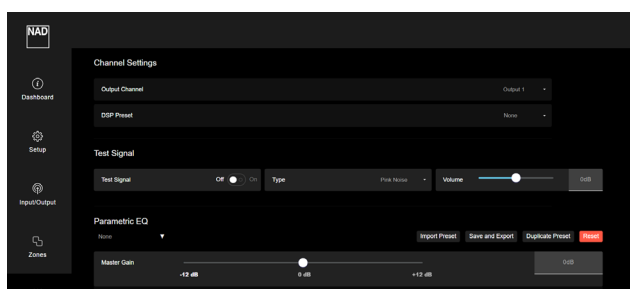 NAD
Channel Settings
Output Channel Output 1
Dashboard
DSP Preset None
Setup
Test Signal
Test Signal Off On Type Pink Noise Volume 0dB
Input/Output
Parametric EQ
None Import Preset Save and Export Duplicate Preset Reset
Zones
Master Gain 0dB
-12 dB 0 dB +12 dB